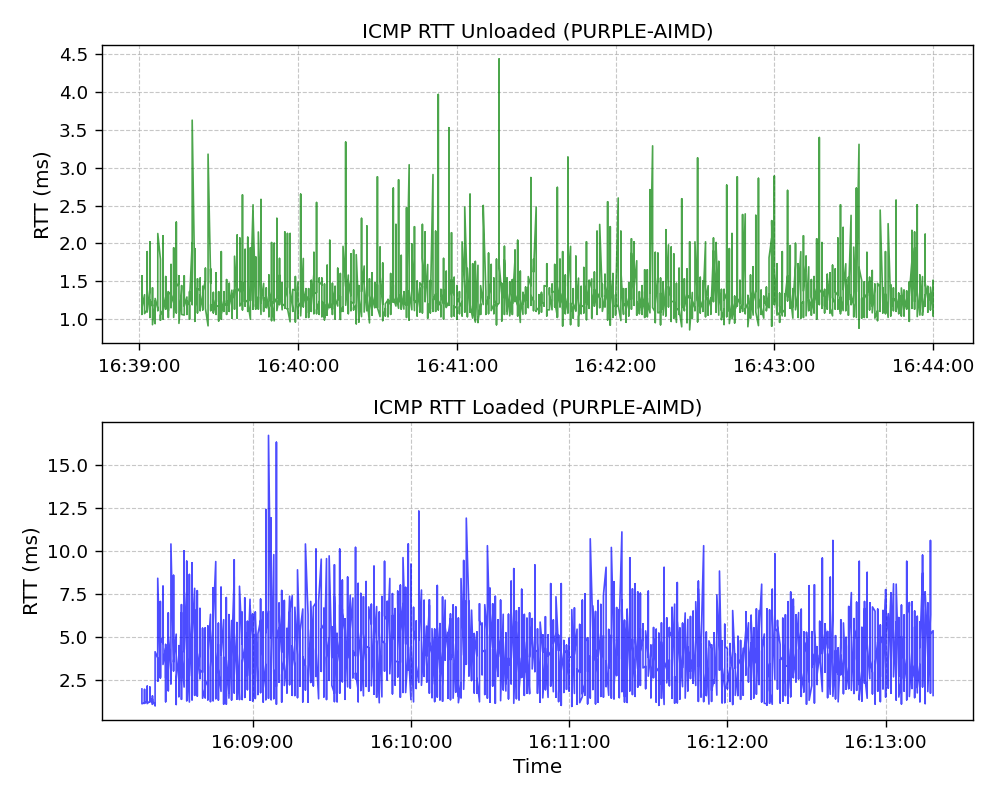 ICMP RTT Unloaded (PURPLE-AIMD)
4.5
4.0
3.5
3.0
2.5
2.0
1.5
1.0
RTT (ms)
16:39:00 16:40:00 16:41:00 16:42:00 16:43:00 16:44:00
ICMP RTT Loaded (PURPLE-AIMD)
15.0
12.5
10.0
7.5
5.0
2.5
RTT (ms)
16:09:00 16:10:00 16:11:00 16:12:00 16:13:00
Time